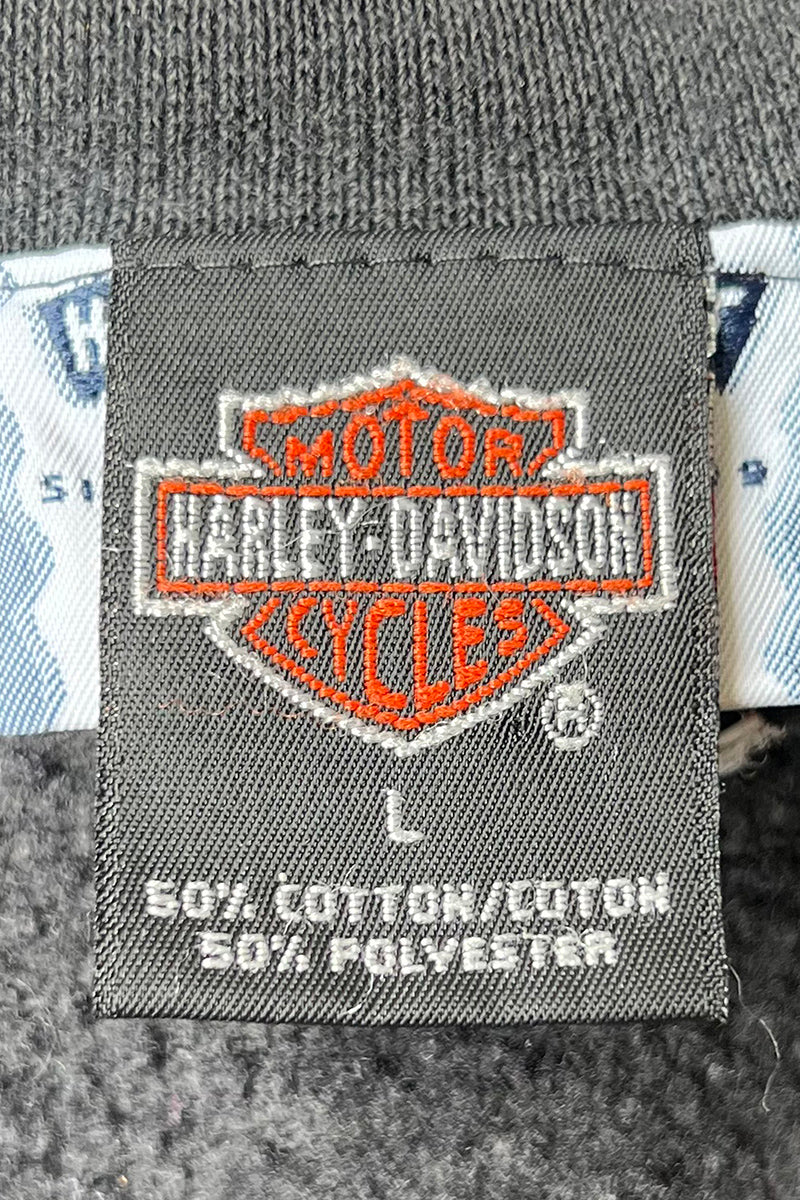 MOTOR
HARLEY-DAVIDSON
CYCLES
®
L
50% COTTON/COTON
50% POLYESTER